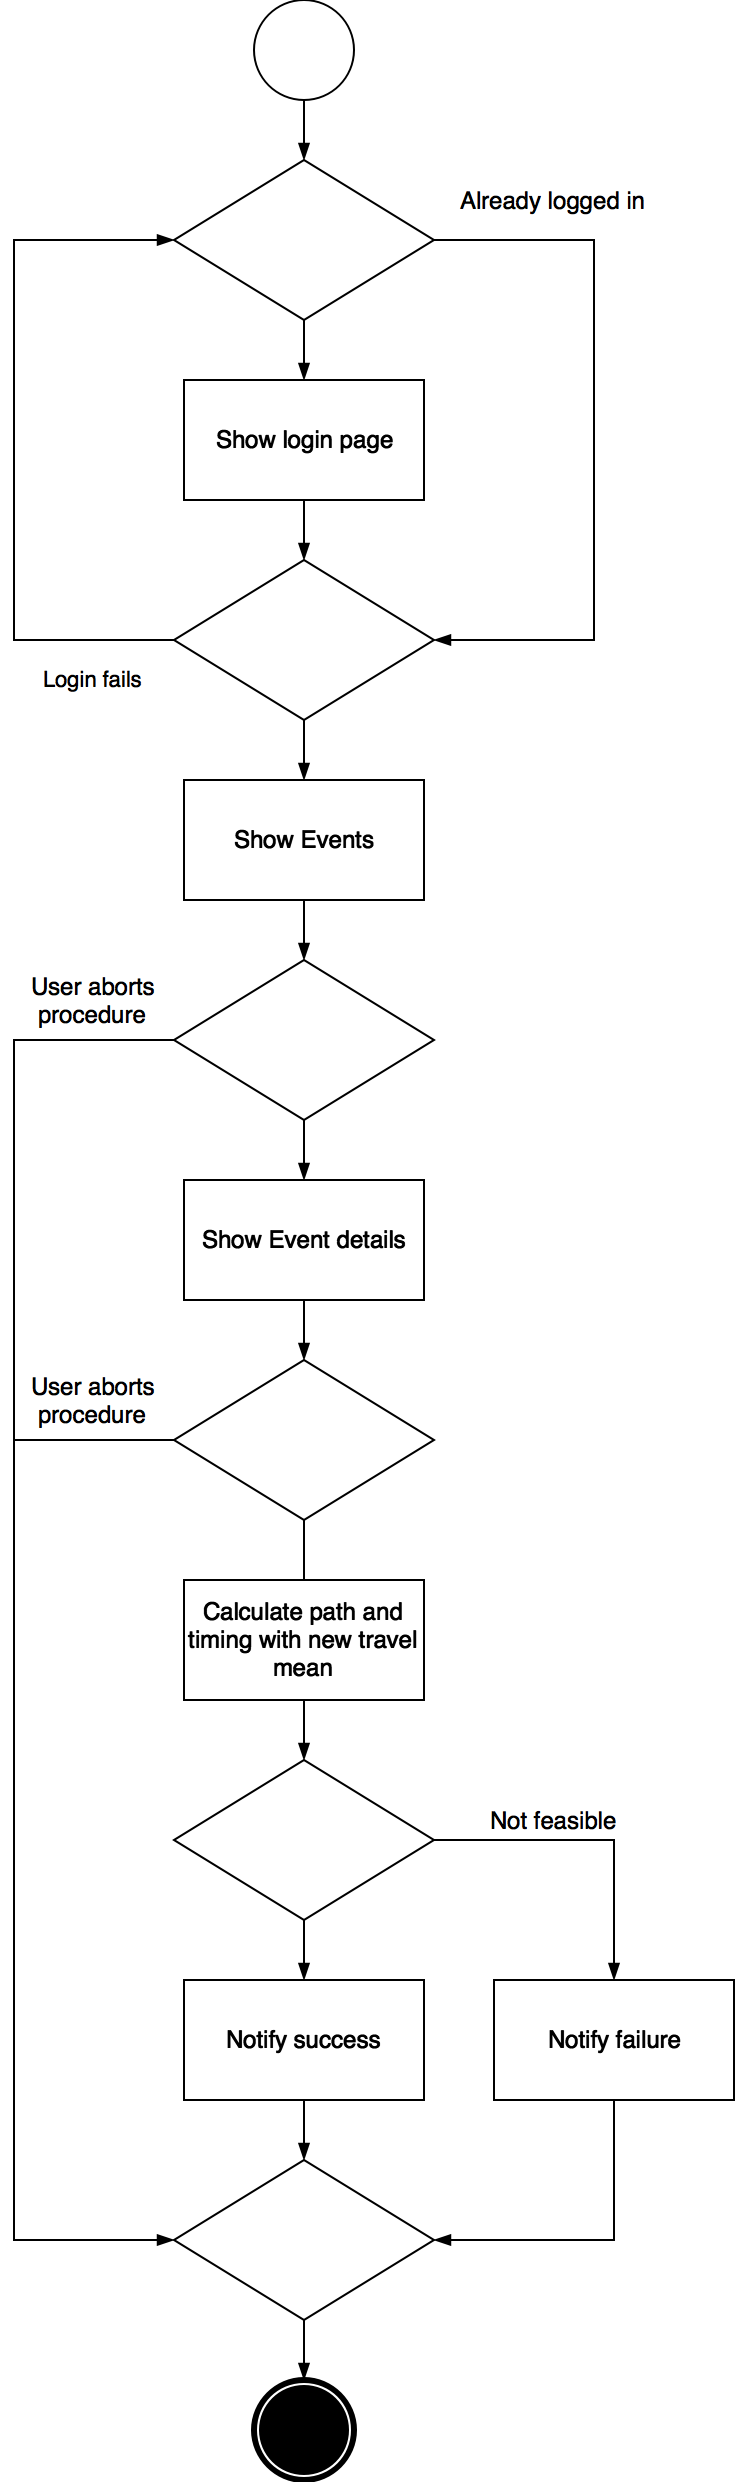 Already logged in
Show login page
Login fails
Show Events
User aborts
procedure
Show Event details
User aborts
procedure
Calculate path and
timing with new travel
mean
Not feasible
Notify success
Notify failure